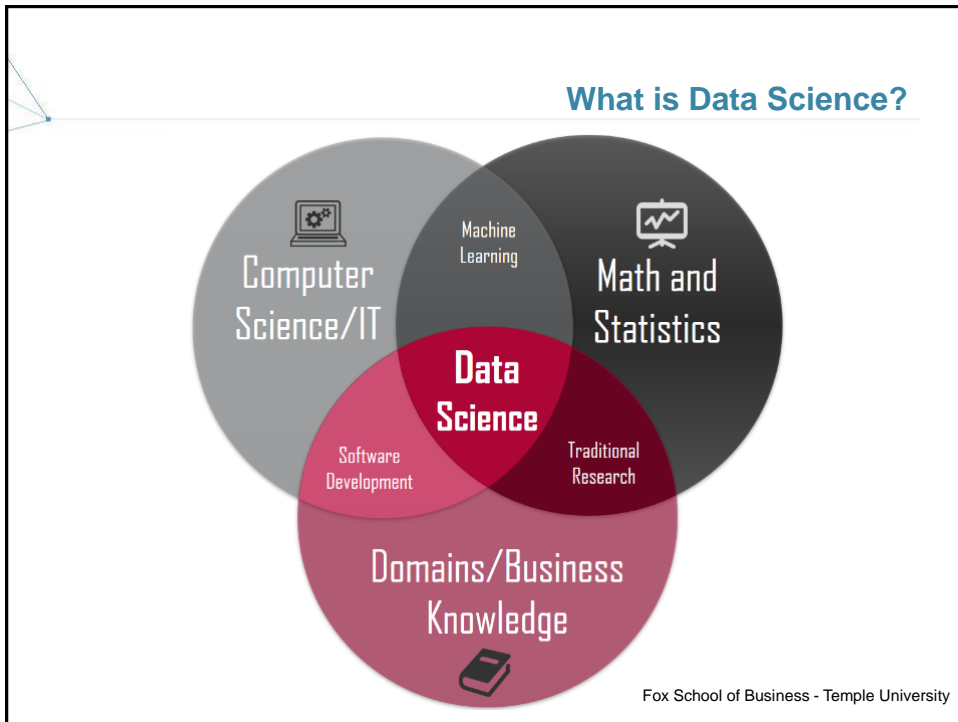 What is Data Science?
Machine
Learning
Computer
Science/IT
Math and
Statistics
Data
Science
Software
Development
Traditional
Research
Domains/Business
Knowledge
Fox School of Business - Temple University